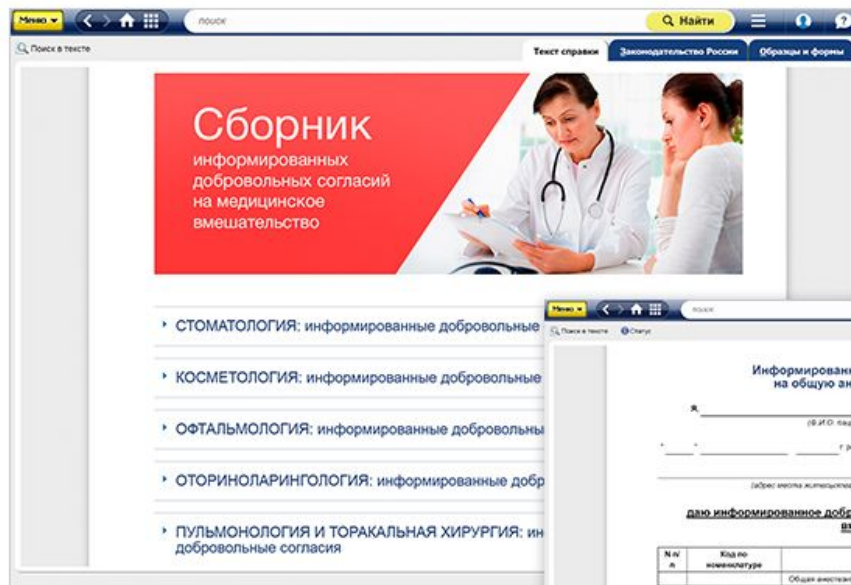 Меню
поиск
Найти
Поиск в тексте
Текст справки
Законодательство России
Образцы и формы
Сборник
информированных
добровольных согласий
на медицинское
вмешательство
СТОМАТОЛОГИЯ: информированные добровольные
КОСМЕТОЛОГИЯ: информированные добровольные
ОФТАЛЬМОЛОГИЯ: информированные добровольны
ОТОРИНОЛАРИНГОЛОГИЯ: информированные добр
ПУЛЬМОНОЛОГИЯ И ТОРАКАЛЬНАЯ ХИРУРГИЯ: ин
добровольные согласия
Меню
поиск
Поиск в тексте
Статус
Информированн
на общую ан
Я,
(Ф.И.О. пац
г. р
(адрес места жительства
даю информированное добр
N п/
п
Код по
номенклатуре
Общая анестези